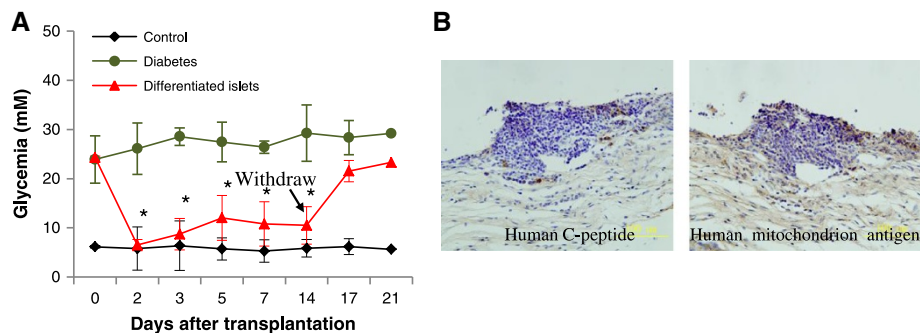 A
B
Control
Diabetes
Differentiated islets
Glycemia (mM)
50
40
30
20
10
0
* * * * *
Withdraw
0 2 3 5 7 14 17 21
Days after transplantation
Human C-peptide
Human mitochondrion antigen